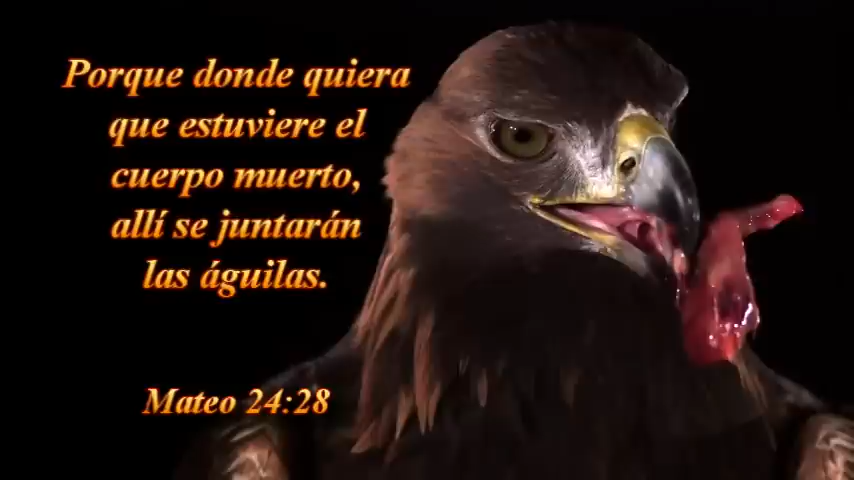 Porque donde quiera
que estuviere el
cuerpo muerto,
allí se juntarán
las águilas.
Mateo 24:28